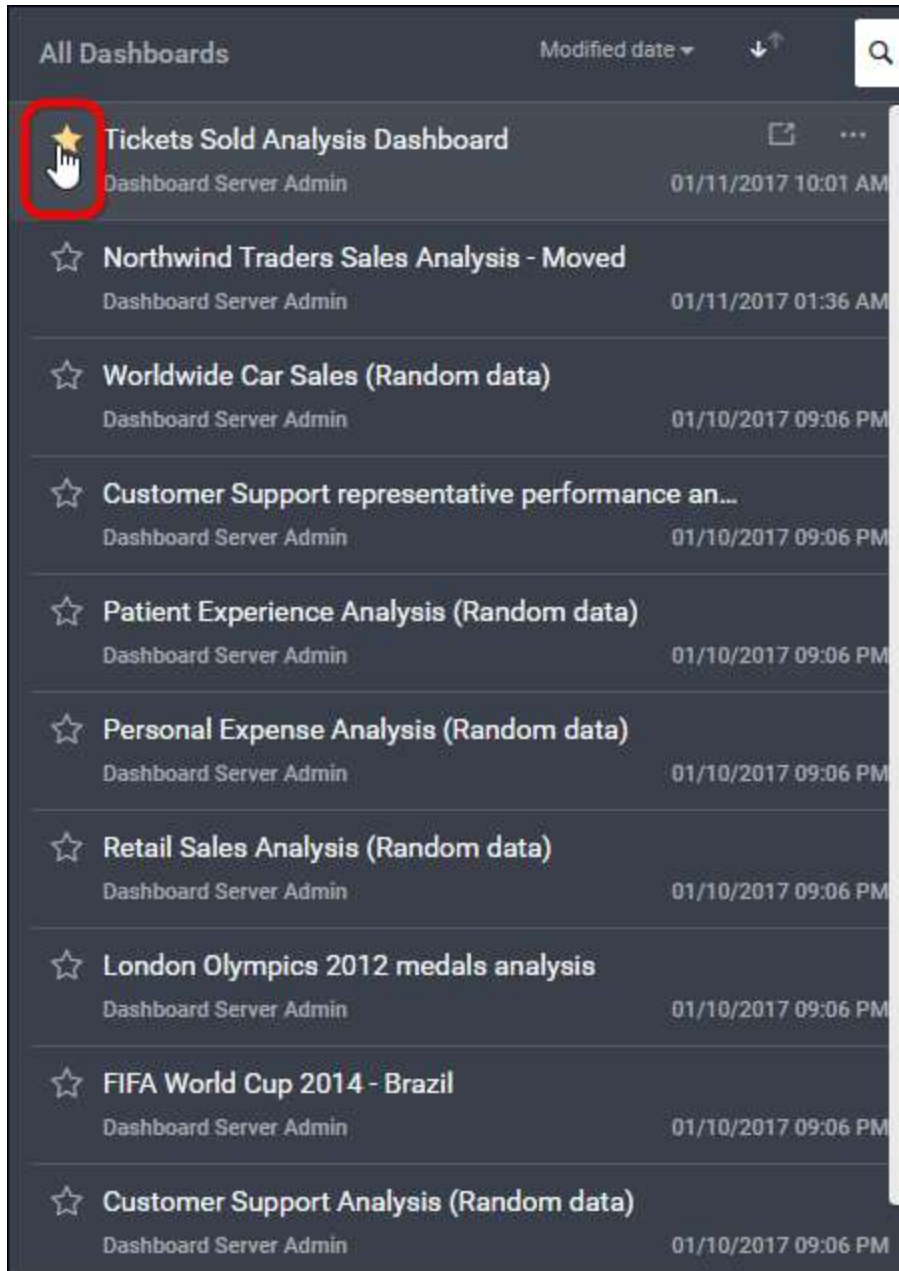 All Dashboards Modified date
Tickets Sold Analysis Dashboard
Dashboard Server Admin 01/11/2017 10:01 AM
Northwind Traders Sales Analysis - Moved
Dashboard Server Admin 01/11/2017 01:36 AM
Worldwide Car Sales (Random data)
Dashboard Server Admin 01/10/2017 09:06 PM
Customer Support representative performance an...
Dashboard Server Admin 01/10/2017 09:06 PM
Patient Experience Analysis (Random data)
Dashboard Server Admin 01/10/2017 09:06 PM
Personal Expense Analysis (Random data)
Dashboard Server Admin 01/10/2017 09:06 PM
Retail Sales Analysis (Random data)
Dashboard Server Admin 01/10/2017 09:06 PM
London Olympics 2012 medals analysis
Dashboard Server Admin 01/10/2017 09:06 PM
FIFA World Cup 2014 - Brazil
Dashboard Server Admin 01/10/2017 09:06 PM
Customer Support Analysis (Random data)
Dashboard Server Admin 01/10/2017 09:06 PM